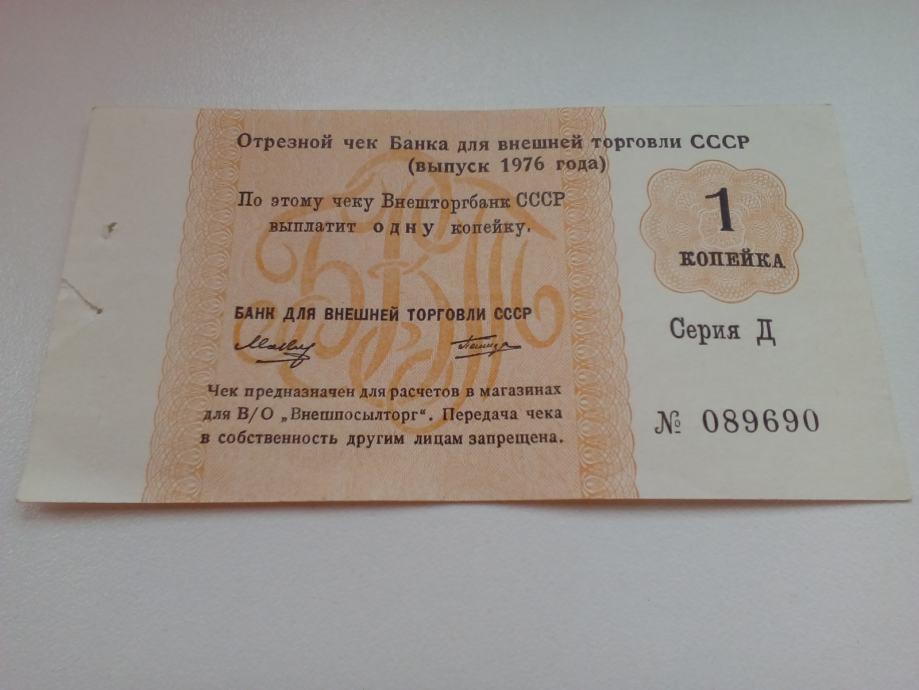 Отрезной чек Банка для внешней торговли СССР
(выпуск 1976 года)
По этому чеку Внешторгбанк СССР
выплатит одну копейку.
1
КОПЕЙКА
БАНК ДЛЯ ВНЕШНЕЙ ТОРГОВЛИ СССР
Серия Д
Чек предназначен для расчетов в магазинах
для В/О „Внешпосылторг“. Передача чека
в собственность другим лицам запрещена.
№ 089690